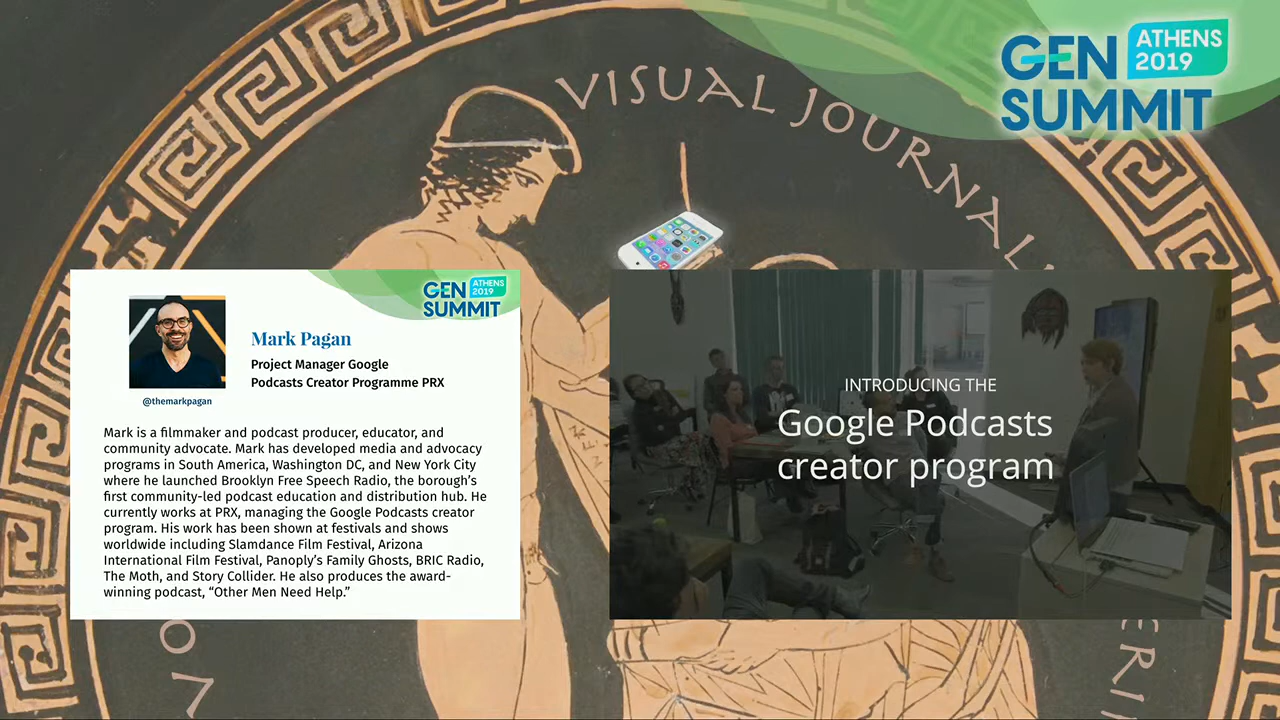 GEN
ATHENS
2019
SUMMIT
VISUAL JOURNAL
GEN
ATHENS
2019
SUMMIT
Mark Pagan
Project Manager Google
Podcasts Creator Programme PRX
@themarkpagan
Mark is a filmmaker and podcast producer, educator, and
community advocate. Mark has developed media and advocacy
programs in South America, Washington DC, and New York City
where he launched Brooklyn Free Speech Radio, the borough's
first community-led podcast education and distribution hub. He
currently works at PRX, managing the Google Podcasts creator
program. His work has been shown at festivals and shows
worldwide including Slamdance Film Festival, Arizona
International Film Festival, Panoply's Family Ghosts, BRIC Radio,
The Moth, and Story Collider. He also produces the award-
winning podcast, “Other Men Need Help.”
INTRODUCING THE
Google Podcasts
creator program